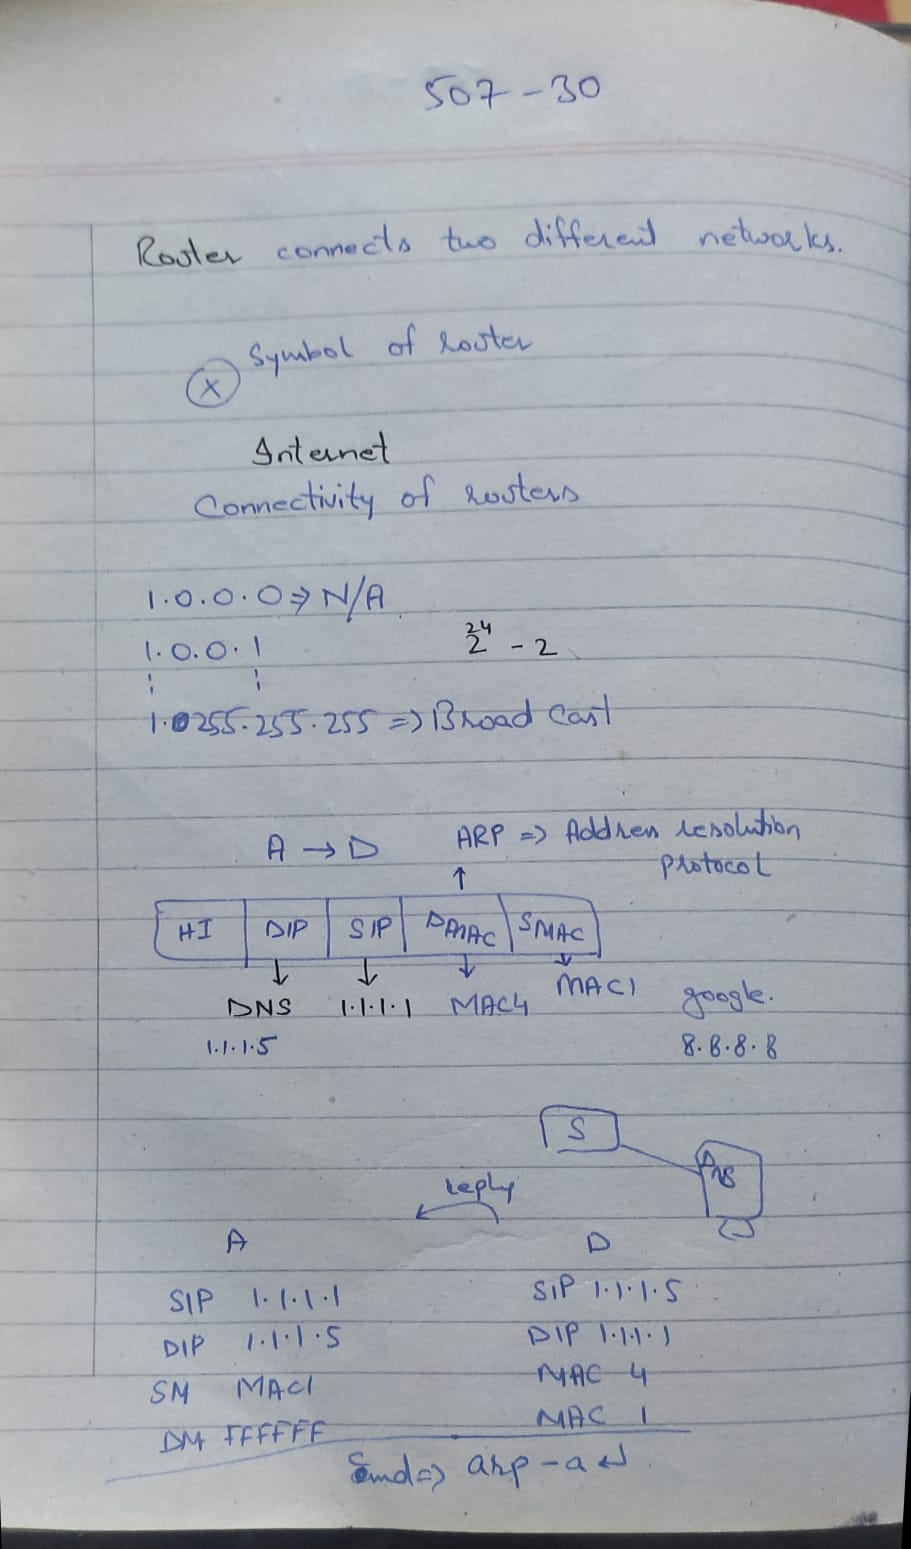 507-30
Router connects two different networks.
Symbol of router
X
Internet
Connectivity of routers
1.0.0.0 => N/A
1.0.0.1 2^24 - 2
1.0255.255.255 => Broad Cast
A → D ARP => Address resolution
protocol
HI DIP SIP DMAC SMAC
DNS 1.1.1.1 MAC4 MAC1 google.
1.1.1.5 8.8.8.8
S
DNS
reply
A D
SIP 1.1.1.1 SIP 1.1.1.5
DIP 1.1.1.5 DIP 1.1.1.1
SM MAC1 MAC 4
DM FFFFFF MAC 1
Cmd => arp -a ↵